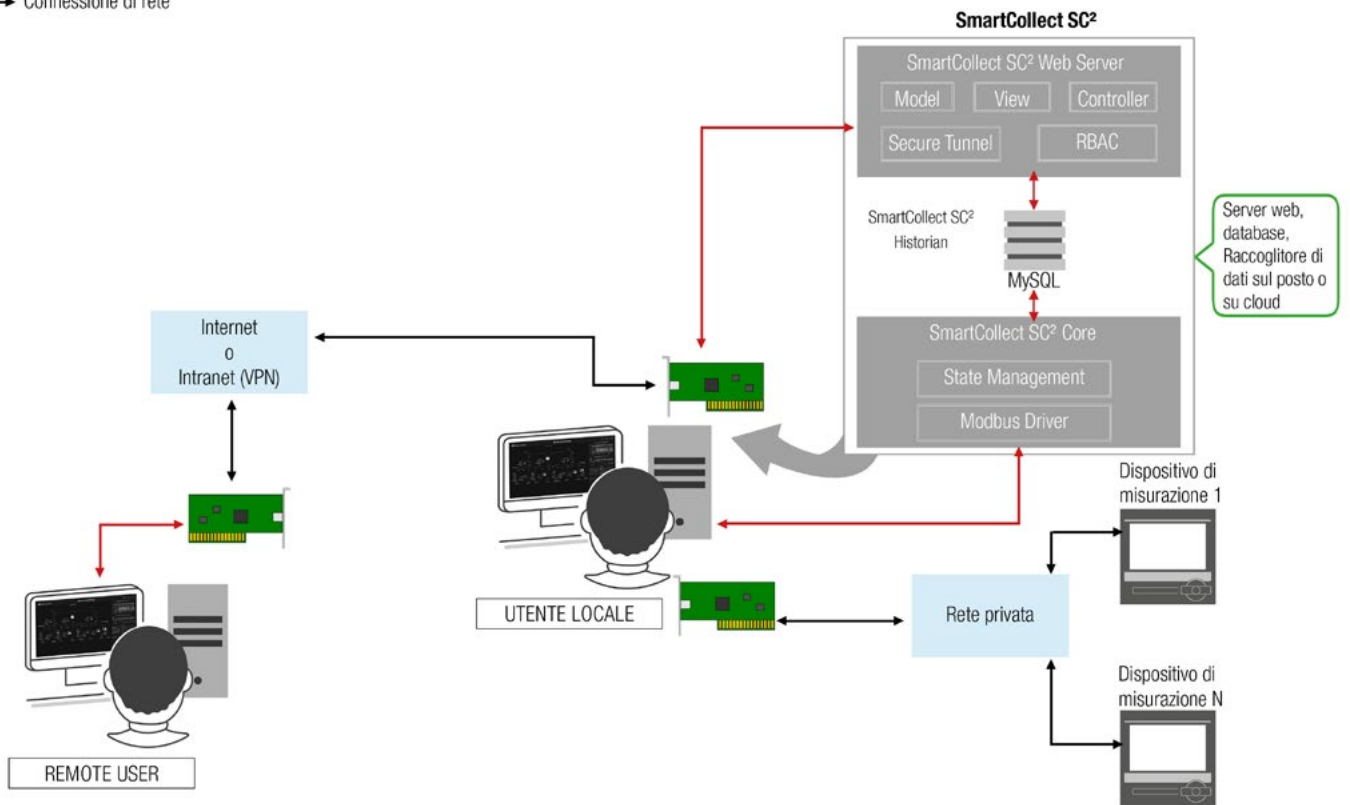 Connessione di rete
SmartCollect SC²
SmartCollect SC² Web Server
Model
View
Controller
Secure Tunnel
RBAC
SmartCollect SC²
Historian
MySQL
Server web,
database,
Raccoglitore di
dati sul posto o
su cloud
SmartCollect SC² Core
State Management
Modbus Driver
Internet
o
Intranet (VPN)
Dispositivo di
misurazione 1
UTENTE LOCALE
Rete privata
Dispositivo di
misurazione N
REMOTE USER